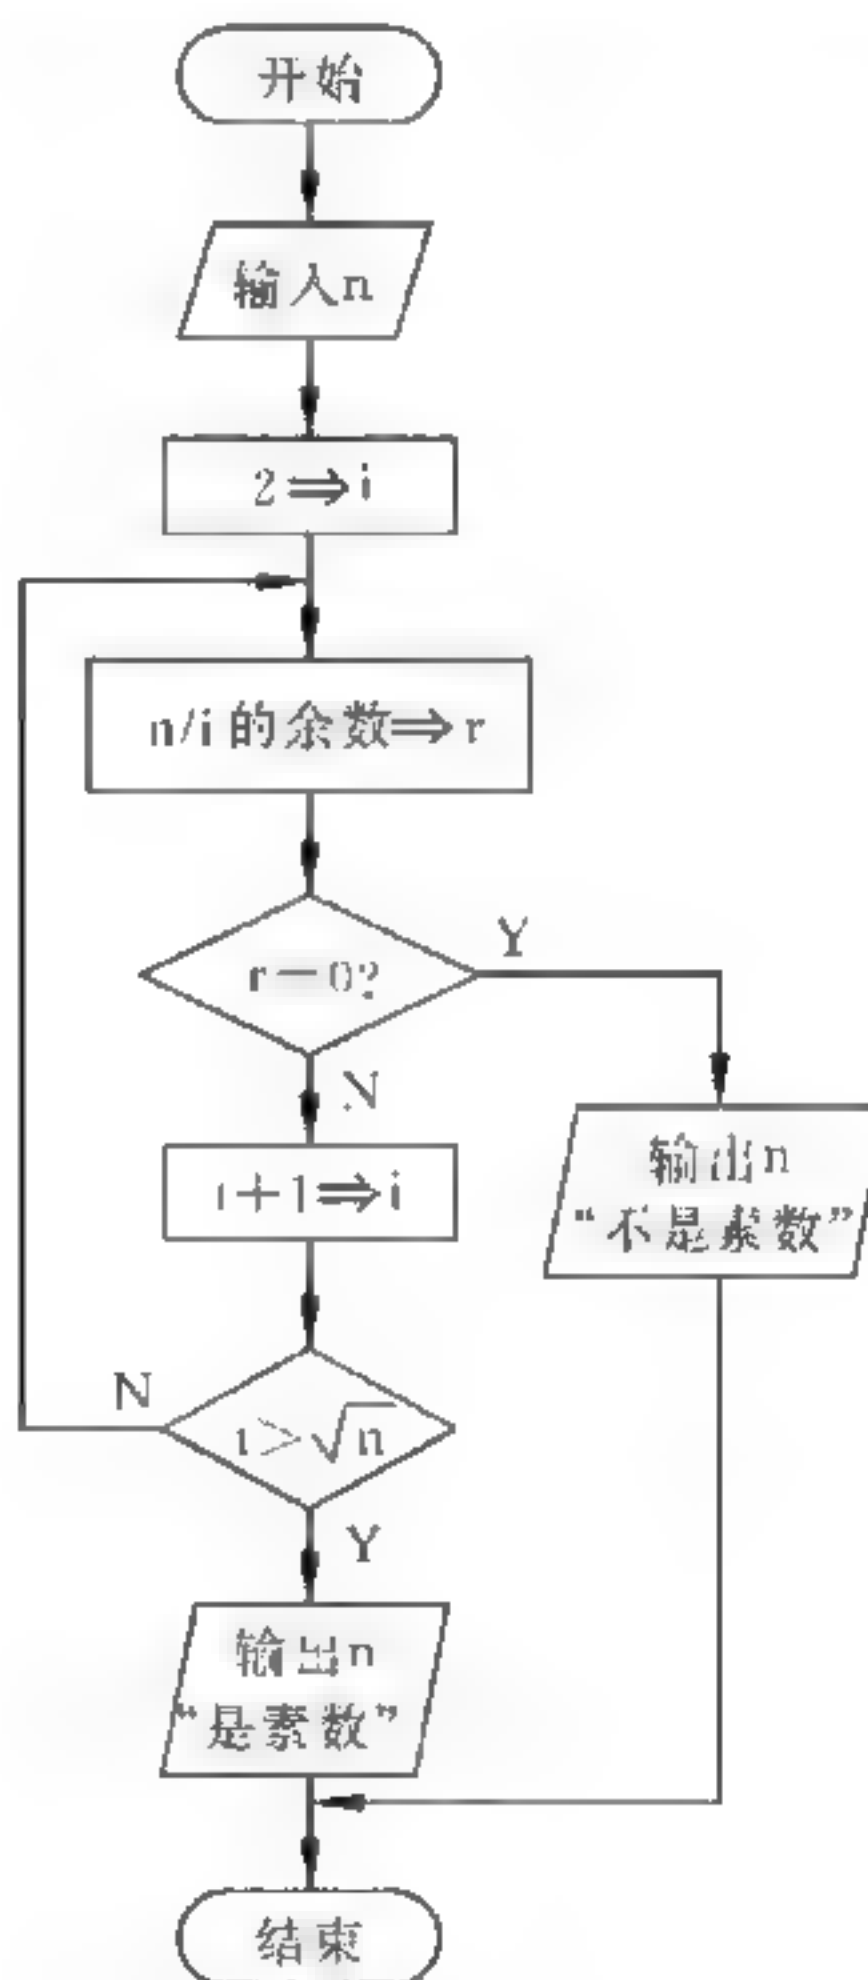 开始
输入n
2⇒i
n/i的余数⇒r
r=0?
Y
N
i+1⇒i
输出n
“不是素数”
N
i>√n
Y
输出n
“是素数”
结束